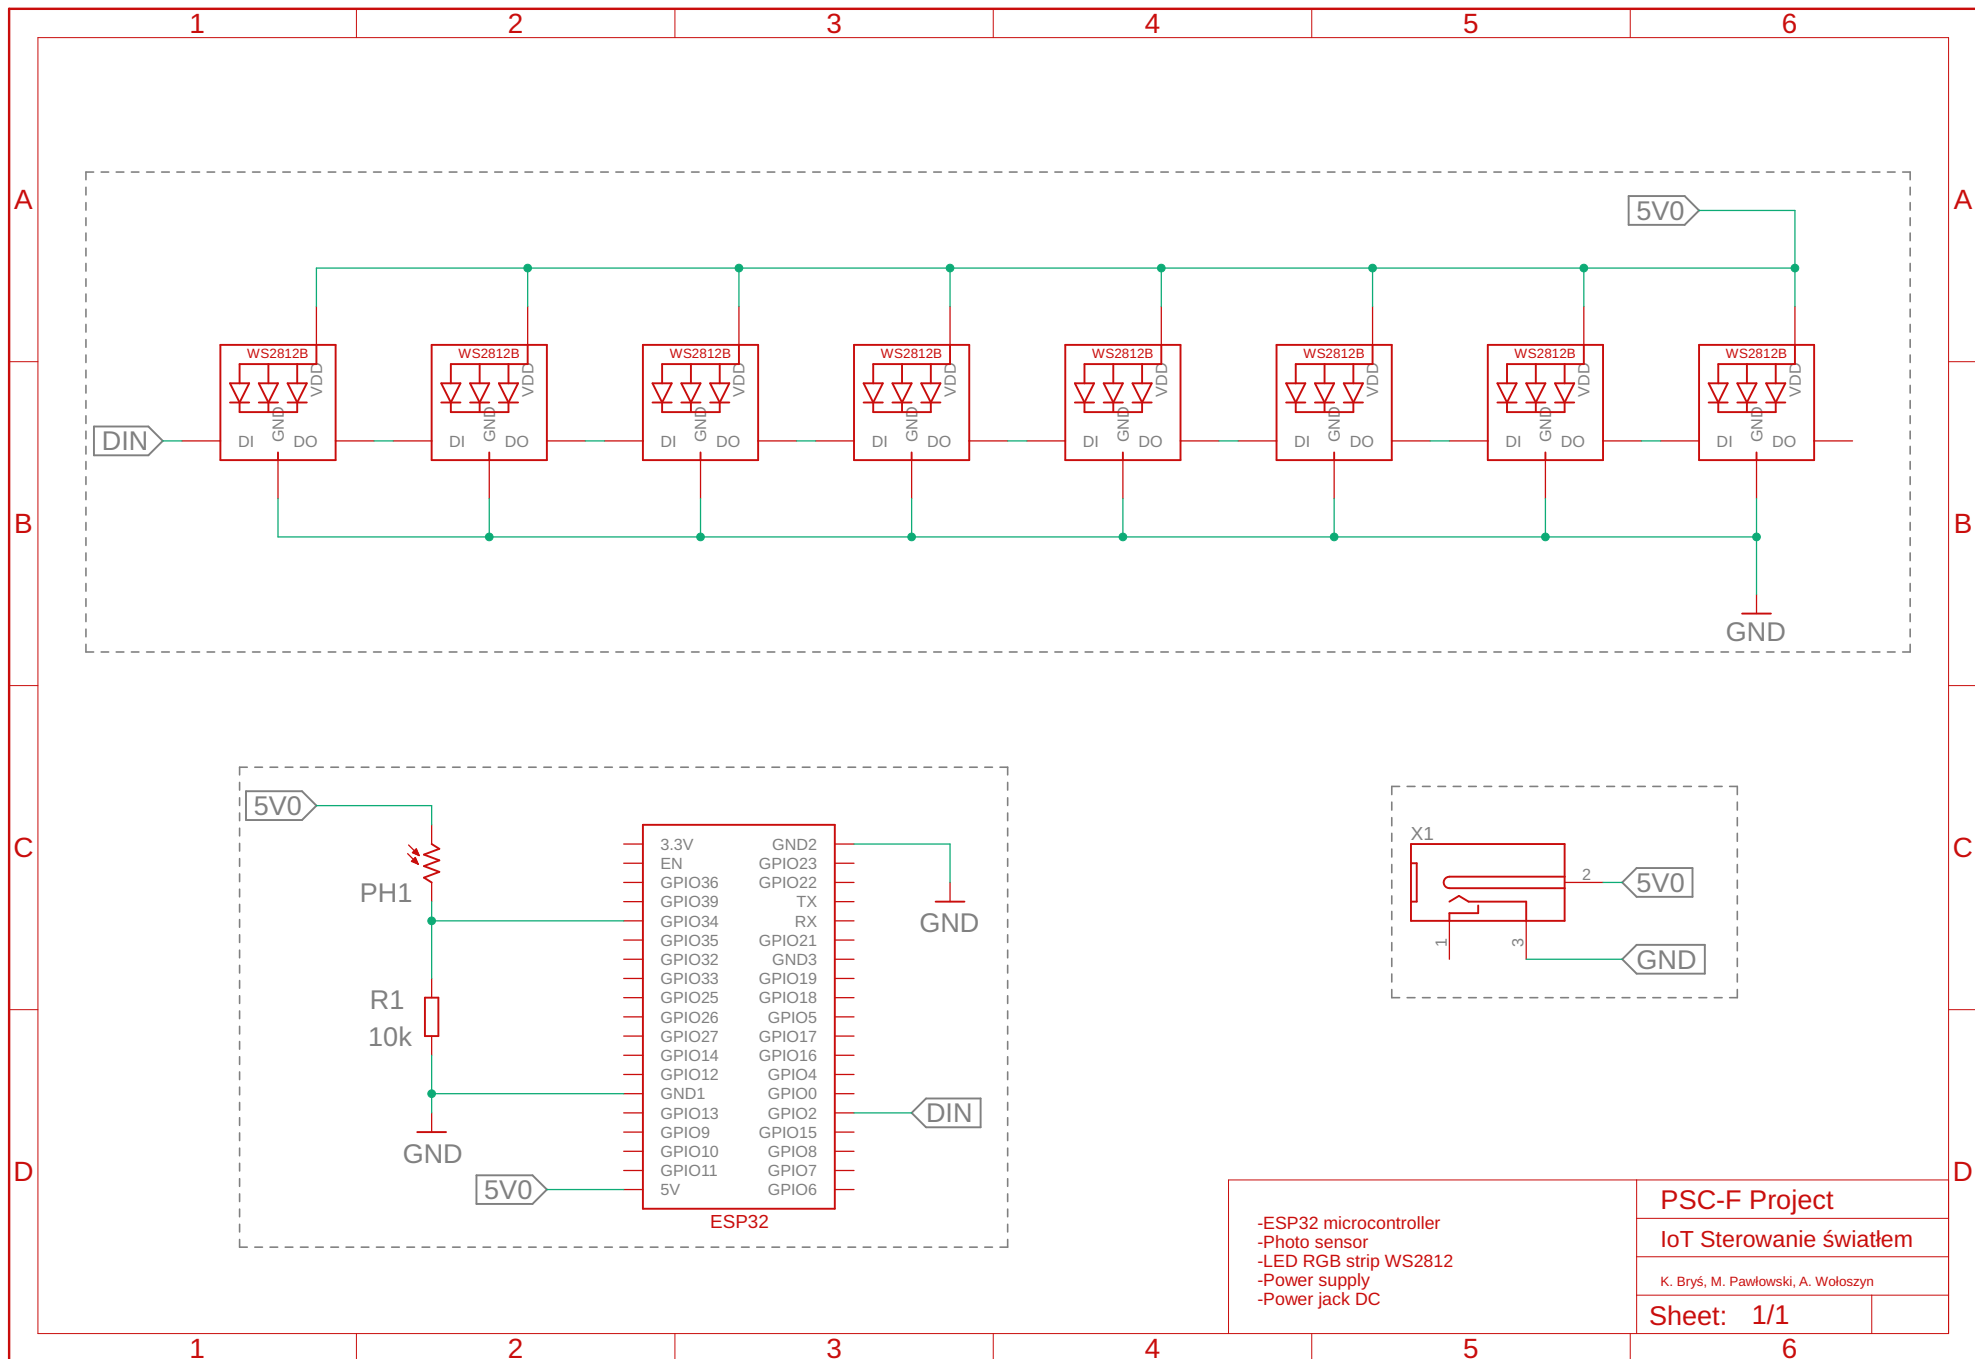 1 2 3 4 5 6
A A
5V0
WS2812B WS2812B WS2812B WS2812B WS2812B WS2812B WS2812B WS2812B
VDD VDD VDD VDD VDD VDD VDD VDD
GND GND GND GND GND GND GND GND
DIN DI DO DI DO DI DO DI DO DI DO DI DO DI DO DI DO
B B
GND
5V0
PH1
R1
10k
GND
5V0
C C
3.3V GND2
EN GPIO23
GPIO36 GPIO22
GPIO39 TX
GPIO34 RX
GPIO35 GPIO21
GPIO32 GND3
GPIO33 GPIO19
GPIO25 GPIO18
GPIO26 GPIO5
GPIO27 GPIO17
GPIO14 GPIO16
GPIO12 GPIO4
GND1 GPIO0
GPIO13 GPIO2
GPIO9 GPIO15
GPIO10 GPIO8
GPIO11 GPIO7
5V GPIO6
ESP32
GND
DIN
X1
2 5V0
1 3 GND
D D
-ESP32 microcontroller
-Photo sensor
-LED RGB strip WS2812
-Power supply
-Power jack DC
PSC-F Project
IoT Sterowanie światłem
K. Bryś, M. Pawłowski, A. Wołoszyn
Sheet: 1/1
1 2 3 4 5 6